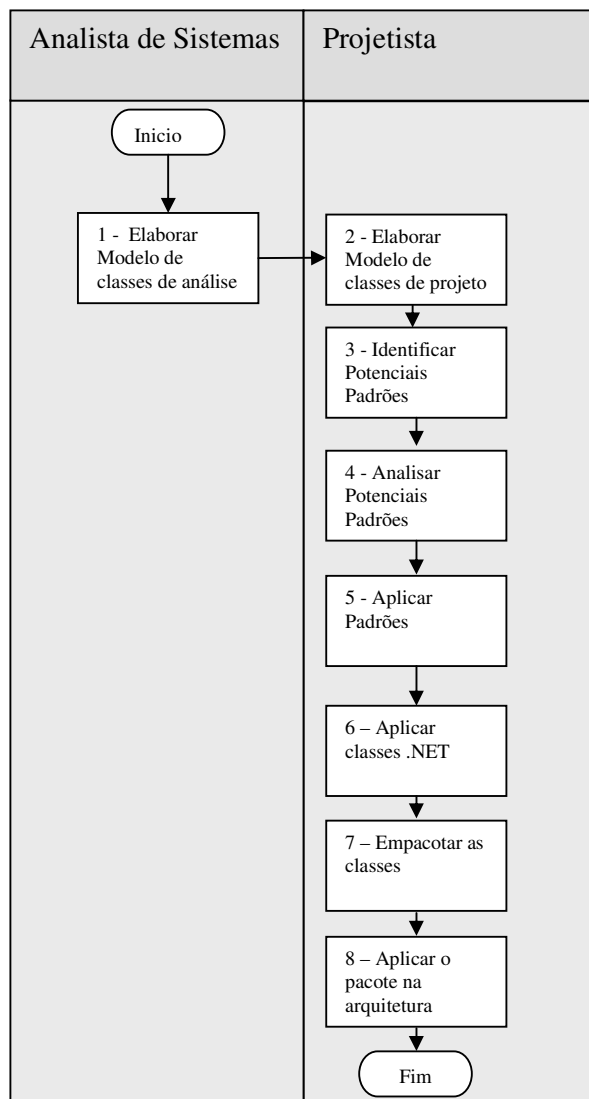 Analista de Sistemas
Projetista
Inicio
1 - Elaborar
Modelo de
classes de análise
2 - Elaborar
Modelo de
classes de projeto
3 - Identificar
Potenciais
Padrões
4 - Analisar
Potenciais
Padrões
5 - Aplicar
Padrões
6 – Aplicar
classes .NET
7 – Empacotar as
classes
8 – Aplicar o
pacote na
arquitetura
Fim